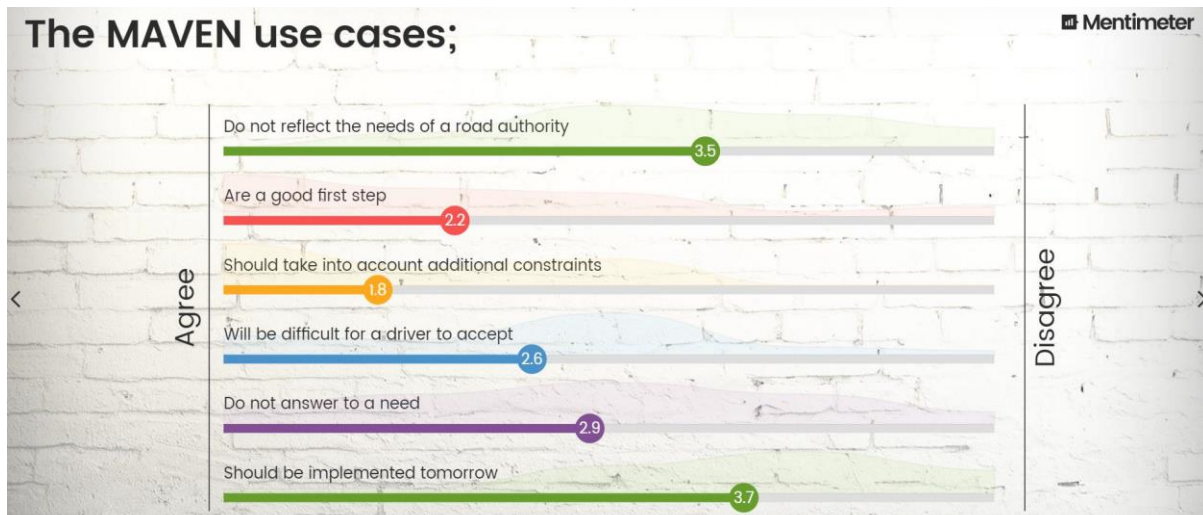 The MAVEN use cases;
Mentimeter
Do not reflect the needs of a road authority
3.5
Are a good first step
2.2
Should take into account additional constraints
1.8
Agree
Disagree
Will be difficult for a driver to accept
2.6
Do not answer to a need
2.9
Should be implemented tomorrow
3.7